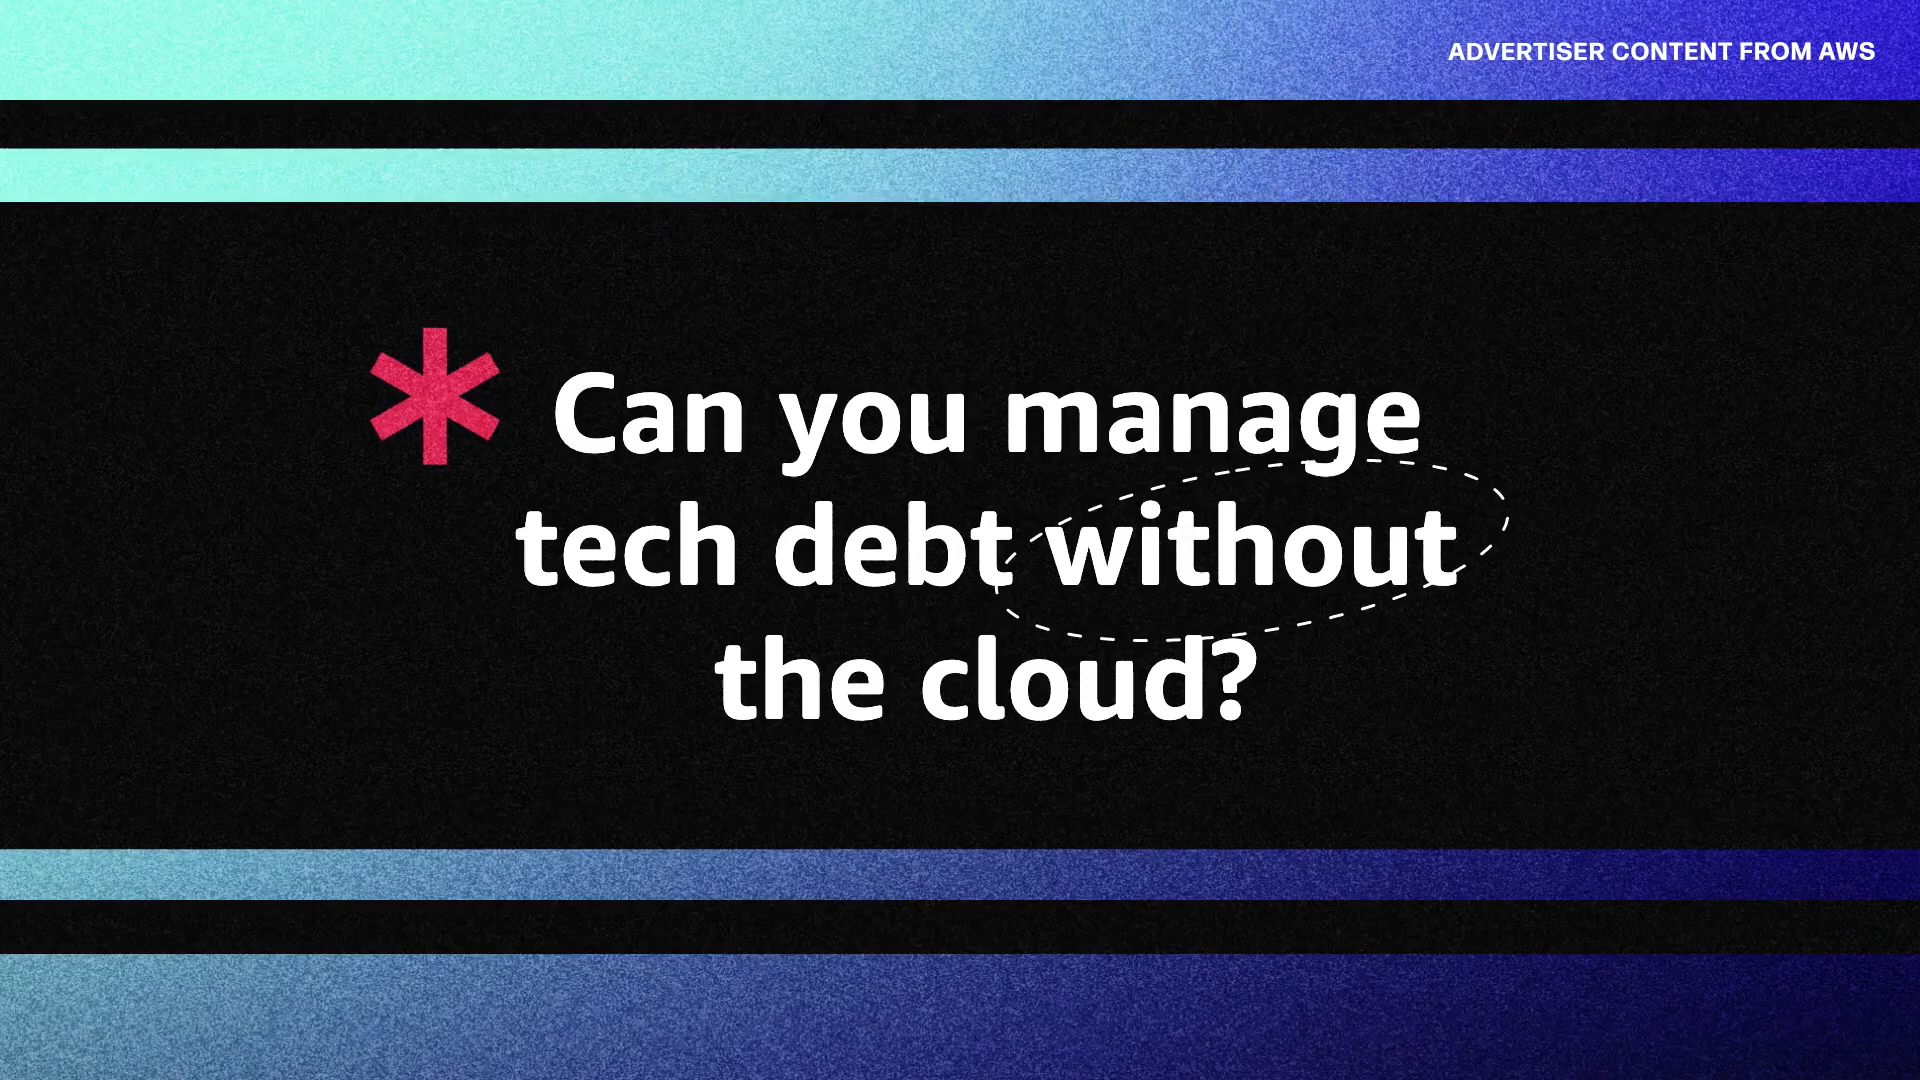 ADVERTISER CONTENT FROM AWS
Can you manage
tech debt without
the cloud?